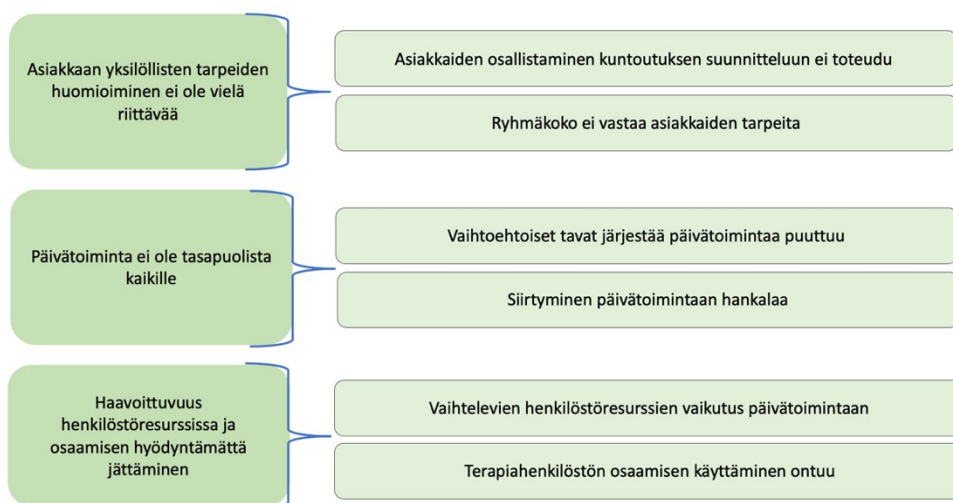 Asiakkaan yksilöllisten tarpeiden
huomioiminen ei ole vielä
riittävää
Asiakkaiden osallistaminen kuntoutuksen suunnitteluun ei toteudu
Ryhmäkoko ei vastaa asiakkaiden tarpeita
Päivätoiminta ei ole tasapuolista
kaikille
Vaihtoehtoiset tavat järjestää päivätoimintaa puuttuu
Siirtyminen päivätoimintaan hankalaa
Haavoittuvuus
henkilöstöresurssissa ja
osaamisen hyödyntämättä
jättäminen
Vaihtelevien henkilöstöresurssien vaikutus päivätoimintaan
Terapiahenkilöstön osaamisen käyttäminen ontuu